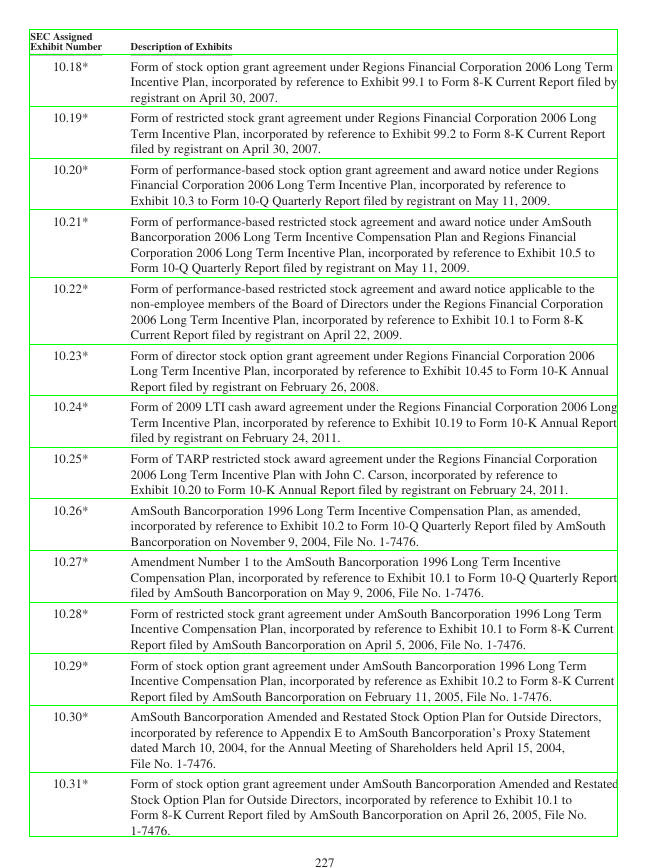 SEC Assigned
Exhibit Number Description of Exhibits
10.18* Form of stock option grant agreement under Regions Financial Corporation 2006 Long Term
Incentive Plan, incorporated by reference to Exhibit 99.1 to Form 8-K Current Report filed by
registrant on April 30, 2007.
10.19* Form of restricted stock grant agreement under Regions Financial Corporation 2006 Long
Term Incentive Plan, incorporated by reference to Exhibit 99.2 to Form 8-K Current Report
filed by registrant on April 30, 2007.
10.20* Form of performance-based stock option grant agreement and award notice under Regions
Financial Corporation 2006 Long Term Incentive Plan, incorporated by reference to
Exhibit 10.3 to Form 10-Q Quarterly Report filed by registrant on May 11, 2009.
10.21* Form of performance-based restricted stock agreement and award notice under AmSouth
Bancorporation 2006 Long Term Incentive Compensation Plan and Regions Financial
Corporation 2006 Long Term Incentive Plan, incorporated by reference to Exhibit 10.5 to
Form 10-Q Quarterly Report filed by registrant on May 11, 2009.
10.22* Form of performance-based restricted stock agreement and award notice applicable to the
non-employee members of the Board of Directors under the Regions Financial Corporation
2006 Long Term Incentive Plan, incorporated by reference to Exhibit 10.1 to Form 8-K
Current Report filed by registrant on April 22, 2009.
10.23* Form of director stock option grant agreement under Regions Financial Corporation 2006
Long Term Incentive Plan, incorporated by reference to Exhibit 10.45 to Form 10-K Annual
Report filed by registrant on February 26, 2008.
10.24* Form of 2009 LTI cash award agreement under the Regions Financial Corporation 2006 Long
Term Incentive Plan, incorporated by reference to Exhibit 10.19 to Form 10-K Annual Report
filed by registrant on February 24, 2011.
10.25* Form of TARP restricted stock award agreement under the Regions Financial Corporation
2006 Long Term Incentive Plan with John C. Carson, incorporated by reference to
Exhibit 10.20 to Form 10-K Annual Report filed by registrant on February 24, 2011.
10.26* AmSouth Bancorporation 1996 Long Term Incentive Compensation Plan, as amended,
incorporated by reference to Exhibit 10.2 to Form 10-Q Quarterly Report filed by AmSouth
Bancorporation on November 9, 2004, File No. 1-7476.
10.27* Amendment Number 1 to the AmSouth Bancorporation 1996 Long Term Incentive
Compensation Plan, incorporated by reference to Exhibit 10.1 to Form 10-Q Quarterly Report
filed by AmSouth Bancorporation on May 9, 2006, File No. 1-7476.
10.28* Form of restricted stock grant agreement under AmSouth Bancorporation 1996 Long Term
Incentive Compensation Plan, incorporated by reference to Exhibit 10.1 to Form 8-K Current
Report filed by AmSouth Bancorporation on April 5, 2006, File No. 1-7476.
10.29* Form of stock option grant agreement under AmSouth Bancorporation 1996 Long Term
Incentive Compensation Plan, incorporated by reference as Exhibit 10.2 to Form 8-K Current
Report filed by AmSouth Bancorporation on February 11, 2005, File No. 1-7476.
10.30* AmSouth Bancorporation Amended and Restated Stock Option Plan for Outside Directors,
incorporated by reference to Appendix E to AmSouth Bancorporation's Proxy Statement
dated March 10, 2004, for the Annual Meeting of Shareholders held April 15, 2004,
File No. 1-7476.
10.31* Form of stock option grant agreement under AmSouth Bancorporation Amended and Restated
Stock Option Plan for Outside Directors, incorporated by reference to Exhibit 10.1 to
Form 8-K Current Report filed by AmSouth Bancorporation on April 26, 2005, File No.
1-7476.
227